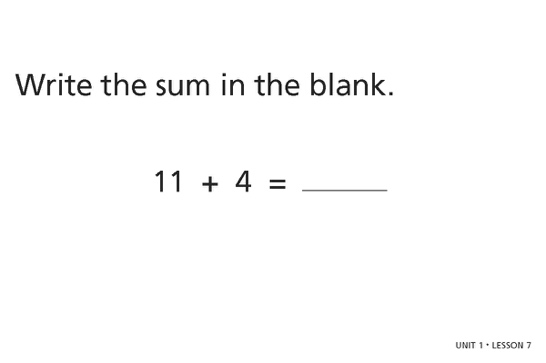 Write the sum in the blank.
11 + 4 = ______
UNIT 1 • LESSON 7